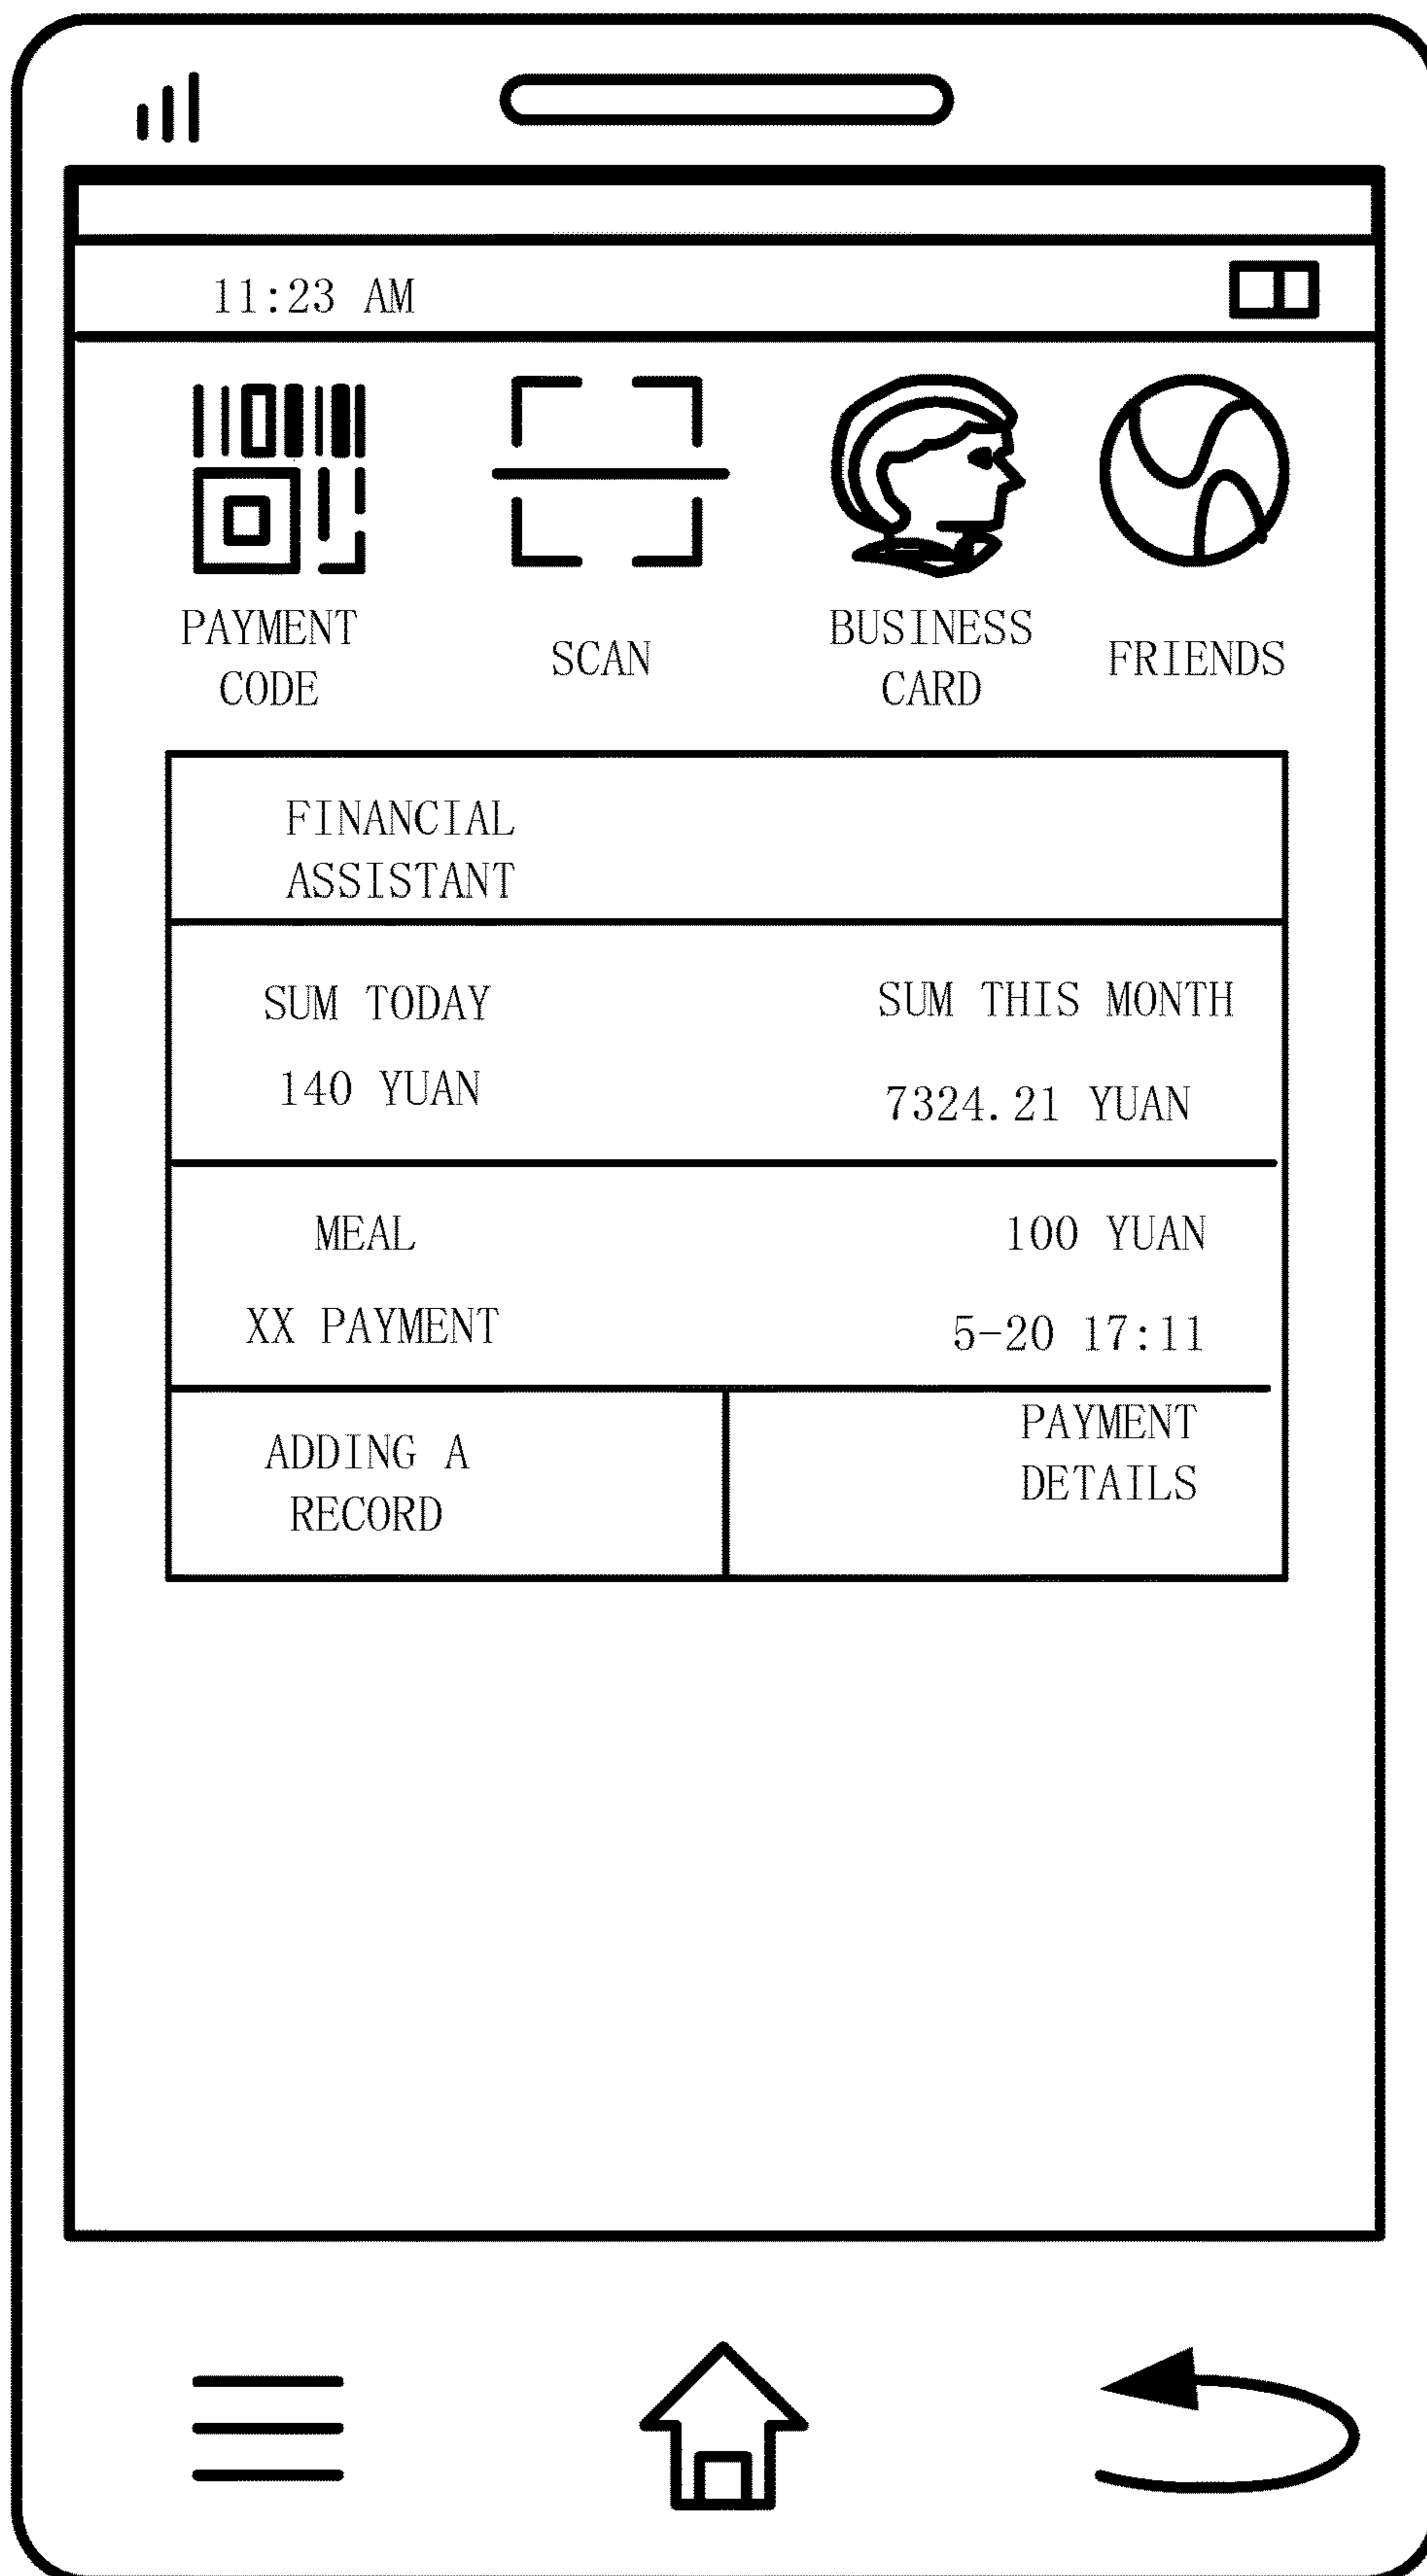 11:23 AM
PAYMENT
CODE
SCAN
BUSINESS
CARD
FRIENDS
FINANCIAL
ASSISTANT
SUM TODAY
SUM THIS MONTH
140 YUAN
7324.21 YUAN
MEAL
100 YUAN
XX PAYMENT
5-20 17:11
ADDING A
RECORD
PAYMENT
DETAILS